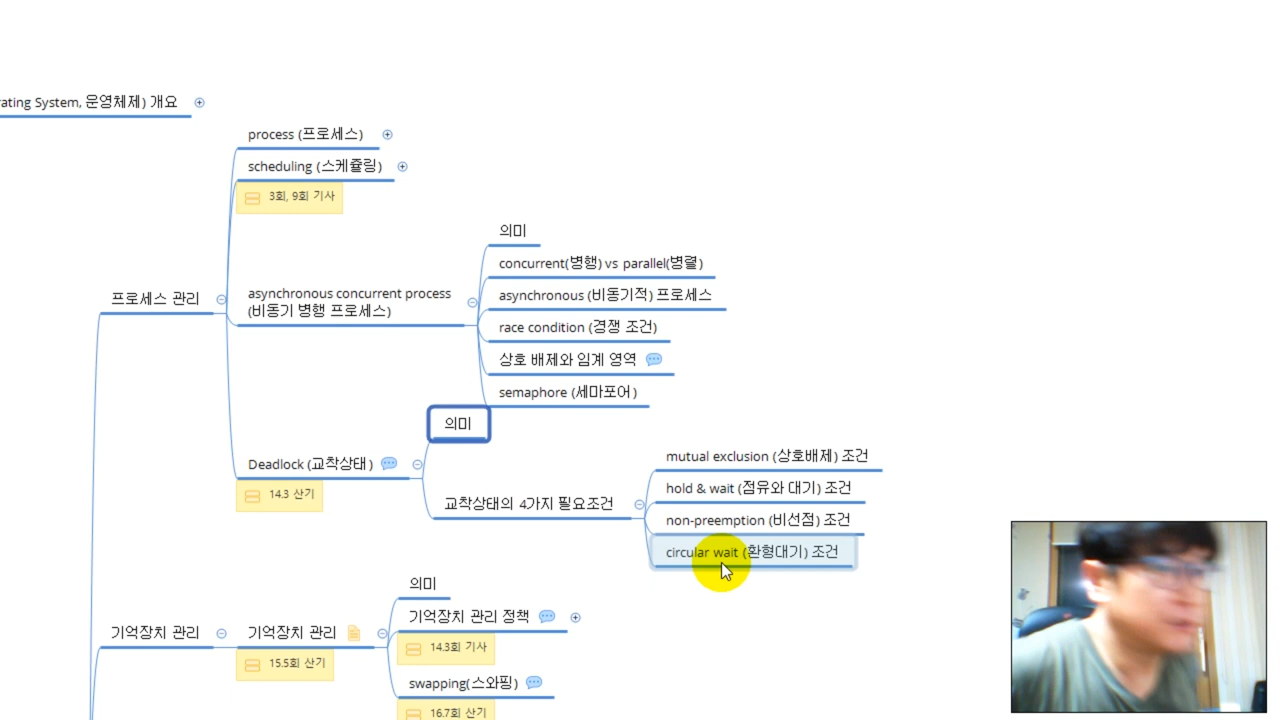 rating System, 운영체제) 개요
process (프로세스)
scheduling (스케쥴링)
3회, 9회 기사
의미
concurrent(병행) vs parallel(병렬)
asynchronous concurrent process
(비동기 병행 프로세스)
asynchronous (비동기적) 프로세스
프로세스 관리
race condition (경쟁 조건)
상호 배제와 임계 영역
semaphore (세마포어)
의미
Deadlock (교착상태)
14.3 산기
mutual exclusion (상호배제) 조건
hold & wait (점유와 대기) 조건
교착상태의 4가지 필요조건
non-preemption (비선점) 조건
circular wait (환형대기) 조건
의미
기억장치 관리 정책
14.3회 기사
기억장치 관리
기억장치 관리
15.5회 산기
swapping(스와핑)
16.7회 산기